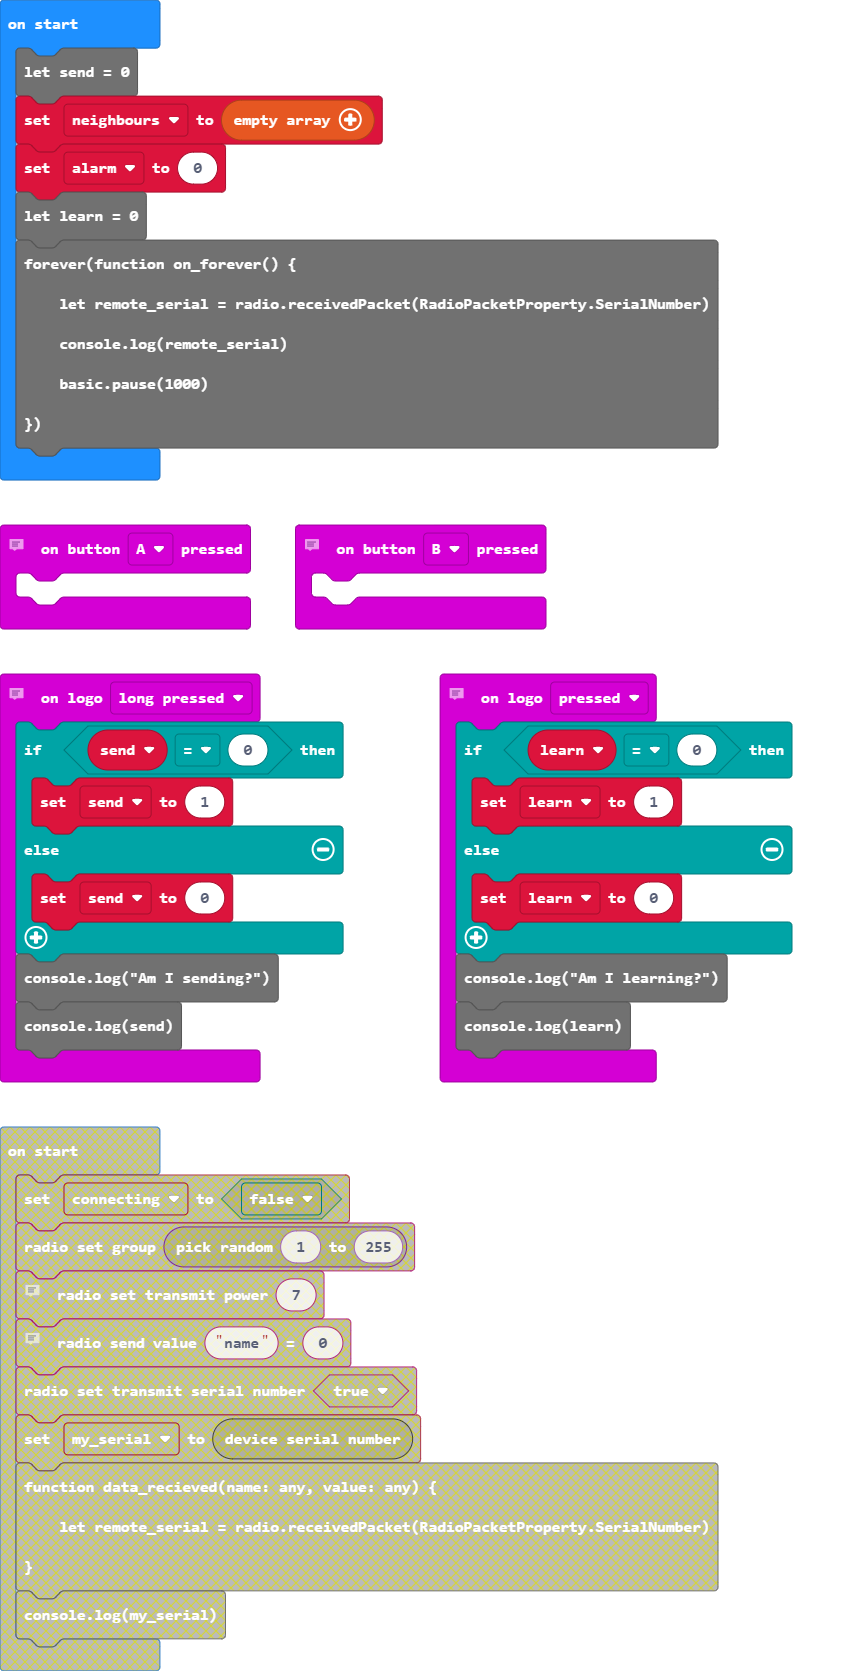 on start
let send = 0
set neighbours to empty array
set alarm to 0
let learn = 0
forever(function on_forever() {
let remote_serial = radio.receivedPacket(RadioPacketProperty.SerialNumber)
console.log(remote_serial)
basic.pause(1000)
})
on button A pressed
on button B pressed
on logo long pressed
if send = 0 then
set send to 1
else
set send to 0
console.log("Am I sending?")
console.log(send)
on logo pressed
if learn = 0 then
set learn to 1
else
set learn to 0
console.log("Am I learning?")
console.log(learn)
on start
set connecting to false
radio set group pick random 1 to 255
radio set transmit power 7
radio send value "name" = 0
radio set transmit serial number true
set my_serial to device serial number
function data_recieved(name: any, value: any) {
let remote_serial = radio.receivedPacket(RadioPacketProperty.SerialNumber)
}
console.log(my_serial)